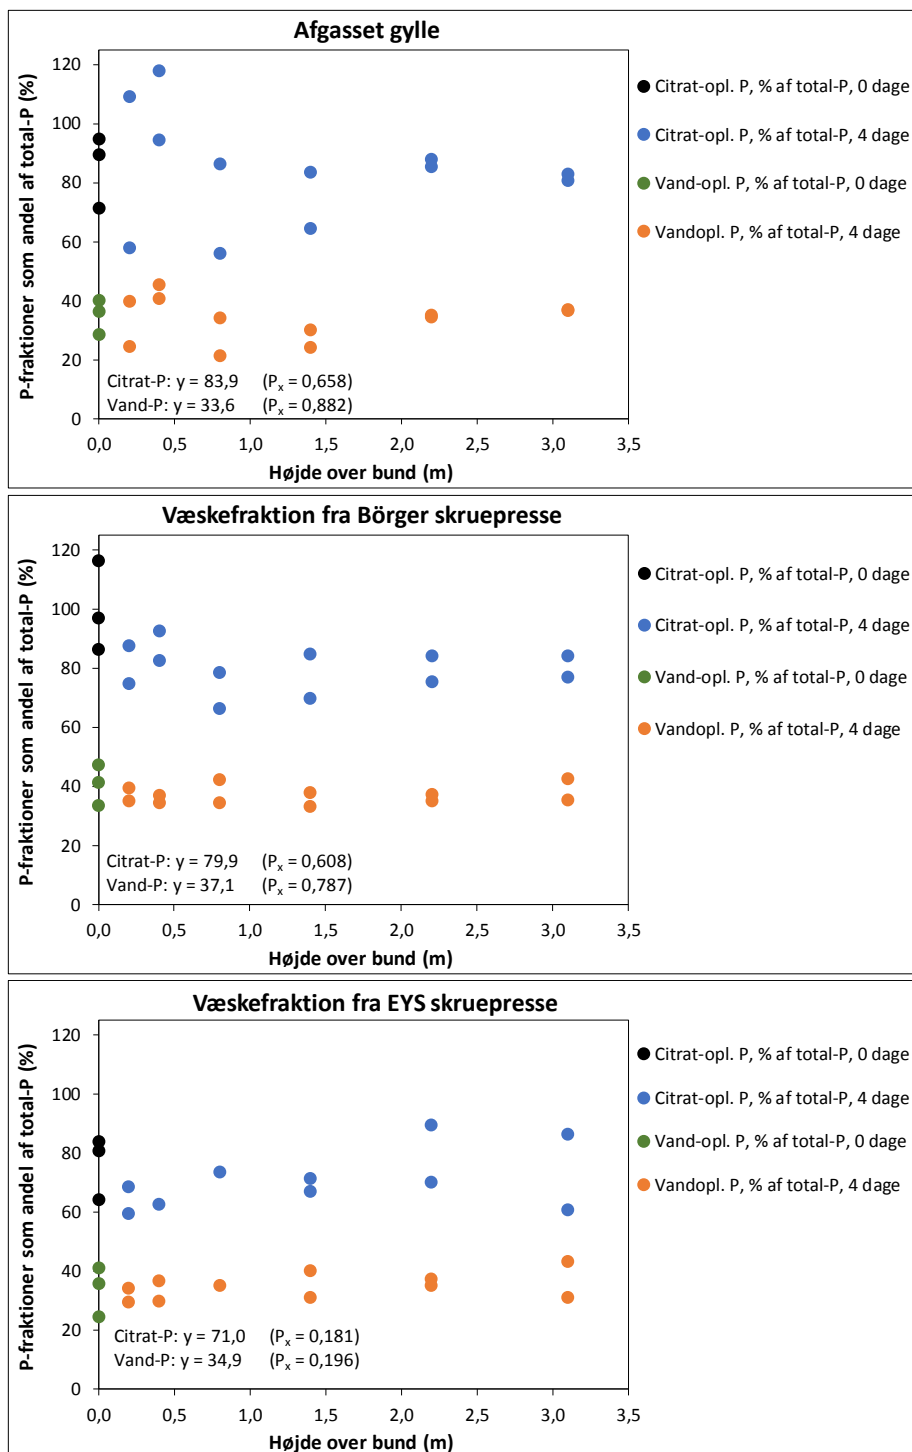 Afgasset gylle
P-fraktioner som andel af total-P (%)
120
100
80
60
40
20
0
Citrat-P: y = 83,9 (Pₓ = 0,658)
Vand-P: y = 33,6 (Pₓ = 0,882)
0,0 0,5 1,0 1,5 2,0 2,5 3,0 3,5
Højde over bund (m)
Citrat-opl. P, % af total-P, 0 dage
Citrat-opl. P, % af total-P, 4 dage
Vand-opl. P, % af total-P, 0 dage
Vandopl. P, % af total-P, 4 dage
Væskefraktion fra Börger skruepresse
P-fraktioner som andel af total-P (%)
120
100
80
60
40
20
0
Citrat-P: y = 79,9 (Pₓ = 0,608)
Vand-P: y = 37,1 (Pₓ = 0,787)
0,0 0,5 1,0 1,5 2,0 2,5 3,0 3,5
Højde over bund (m)
Citrat-opl. P, % af total-P, 0 dage
Citrat-opl. P, % af total-P, 4 dage
Vand-opl. P, % af total-P, 0 dage
Vandopl. P, % af total-P, 4 dage
Væskefraktion fra EYS skruepresse
P-fraktioner som andel af total-P (%)
120
100
80
60
40
20
0
Citrat-P: y = 71,0 (Pₓ = 0,181)
Vand-P: y = 34,9 (Pₓ = 0,196)
0,0 0,5 1,0 1,5 2,0 2,5 3,0 3,5
Højde over bund (m)
Citrat-opl. P, % af total-P, 0 dage
Citrat-opl. P, % af total-P, 4 dage
Vand-opl. P, % af total-P, 0 dage
Vandopl. P, % af total-P, 4 dage